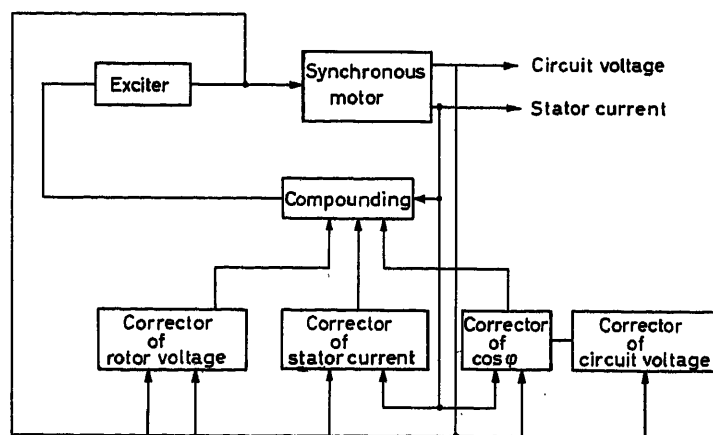 Exciter
Synchronous
motor
Circuit voltage
Stator current
Compounding
Corrector
of
rotor voltage
Corrector
of
stator current
Corrector
of
cos φ
Corrector
of
circuit voltage